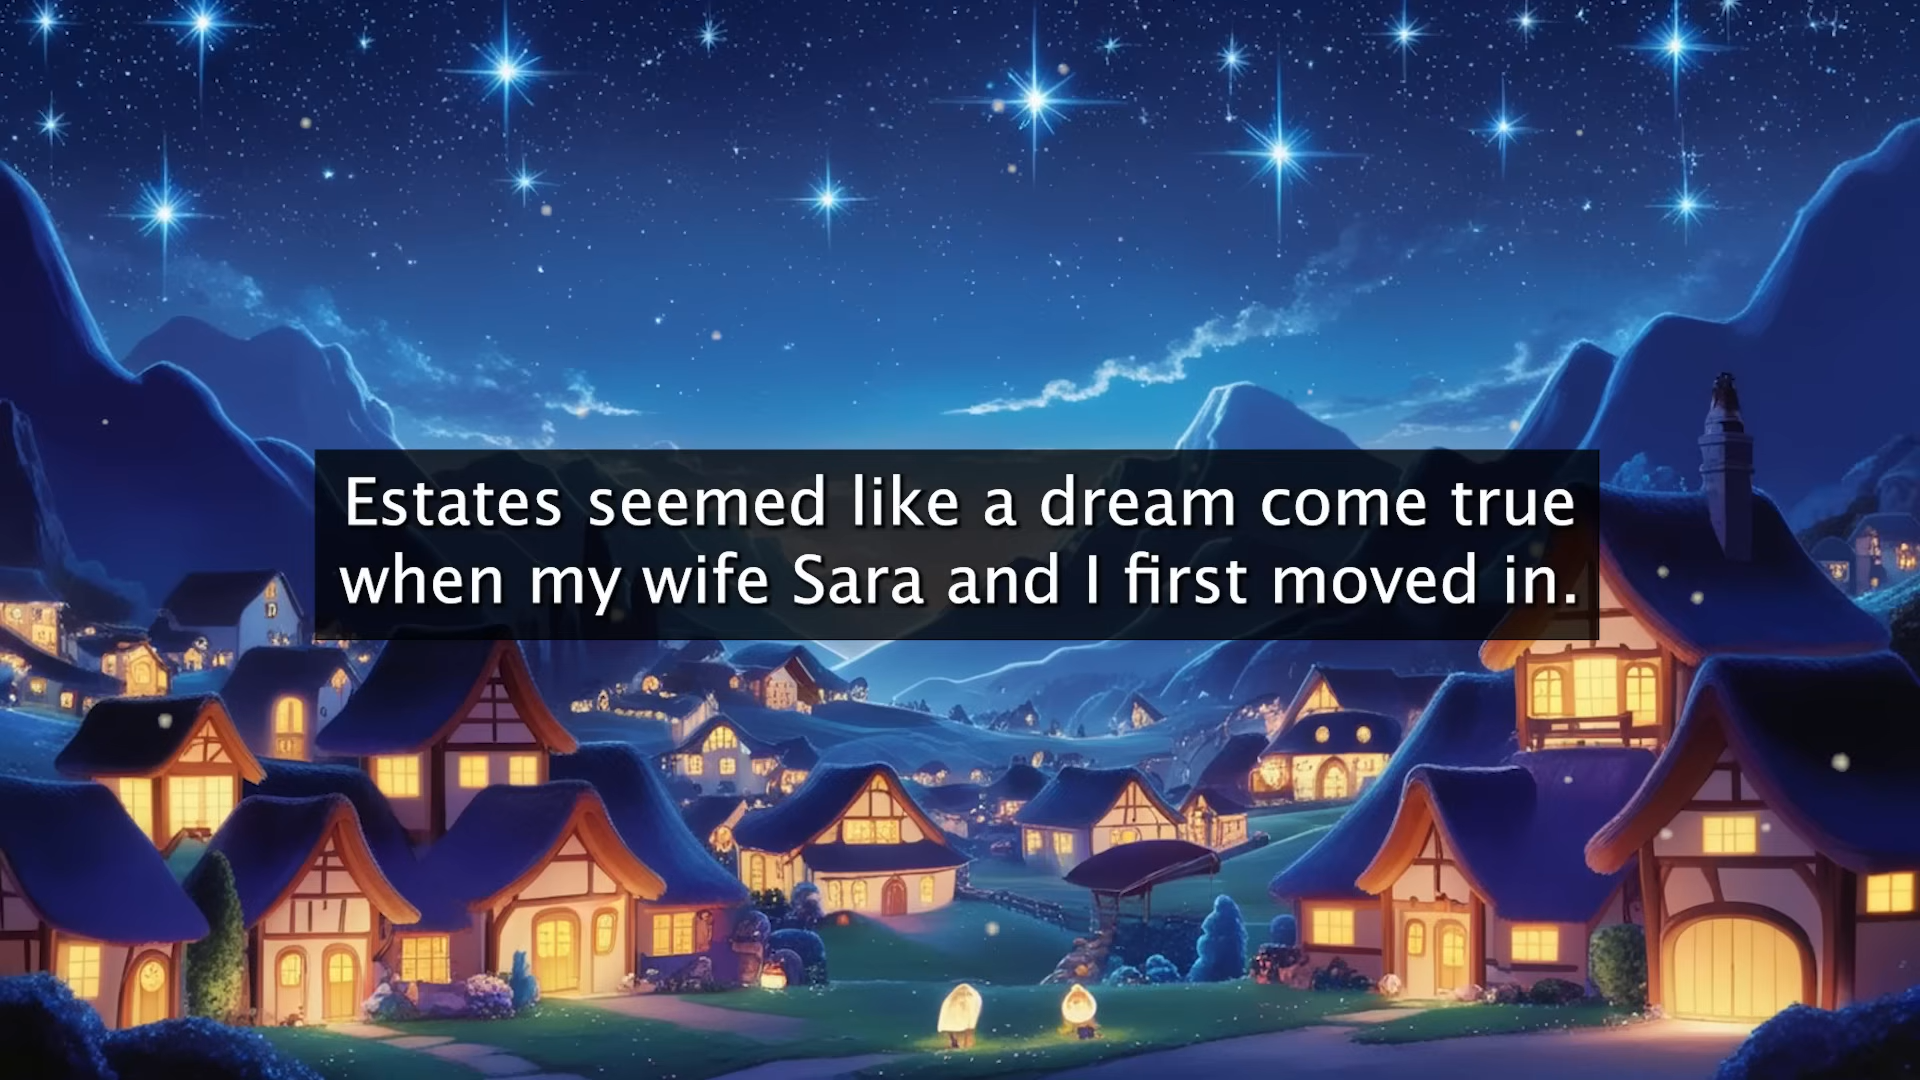 Estates seemed like a dream come true
when my wife Sara and I first moved in.